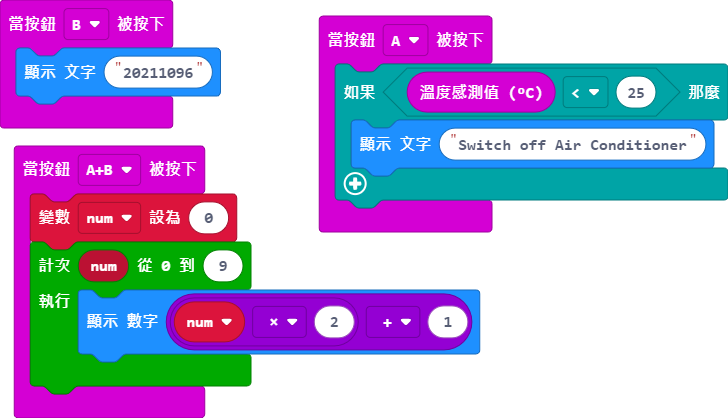 當按鈕 B 被按下
顯示 文字 "20211096"
當按鈕 A 被按下
如果 溫度感測值 (ºC) < 25 那麼
顯示 文字 "Switch off Air Conditioner"
當按鈕 A+B 被按下
變數 num 設為 0
計次 num 從 0 到 9
執行
顯示 數字 num × 2 + 1